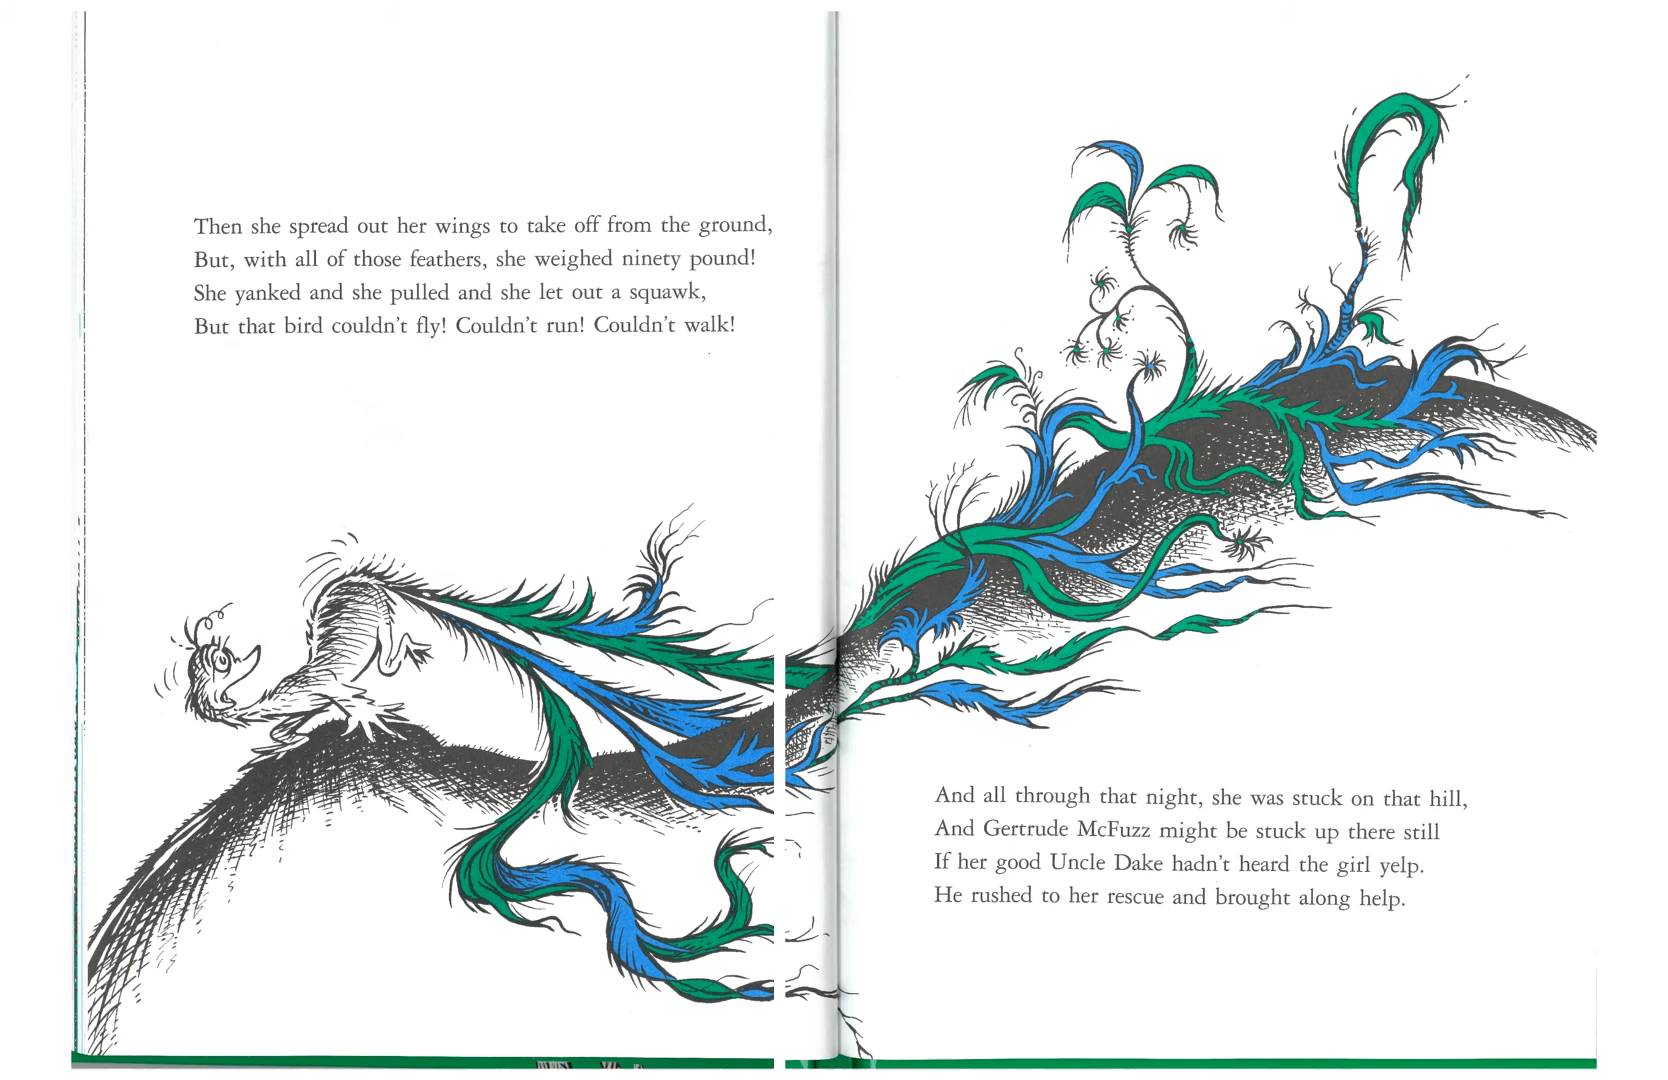 Then she spread out her wings to take off from the ground,
But, with all of those feathers, she weighed ninety pound!
She yanked and she pulled and she let out a squawk,
But that bird couldn't fly! Couldn't run! Couldn't walk!
And all through that night, she was stuck on that hill,
And Gertrude McFuzz might be stuck up there still
If her good Uncle Dake hadn't heard the girl yelp.
He rushed to her rescue and brought along help.